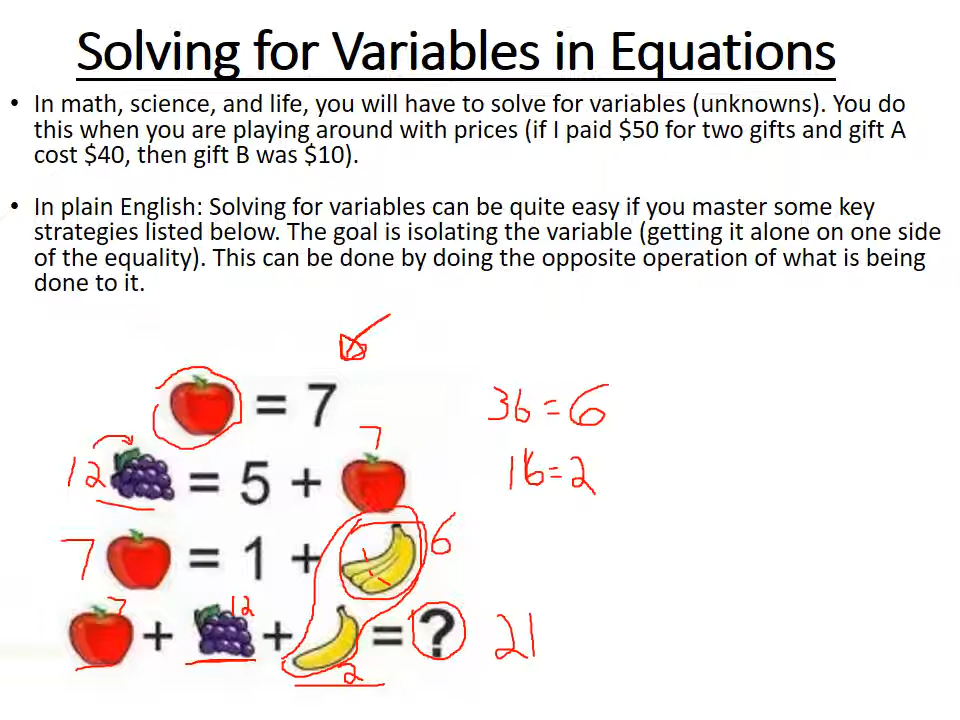 Solving for Variables in Equations
• In math, science, and life, you will have to solve for variables (unknowns). You do
this when you are playing around with prices (if I paid $50 for two gifts and gift A
cost $40, then gift B was $10).
• In plain English: Solving for variables can be quite easy if you master some key
strategies listed below. The goal is isolating the variable (getting it alone on one side
of the equality). This can be done by doing the opposite operation of what is being
done to it.
= 7
3b = 6
7
12 = 5 +
1b = 2
7 = 1 + 6
7 12
+ + = ? 21
2